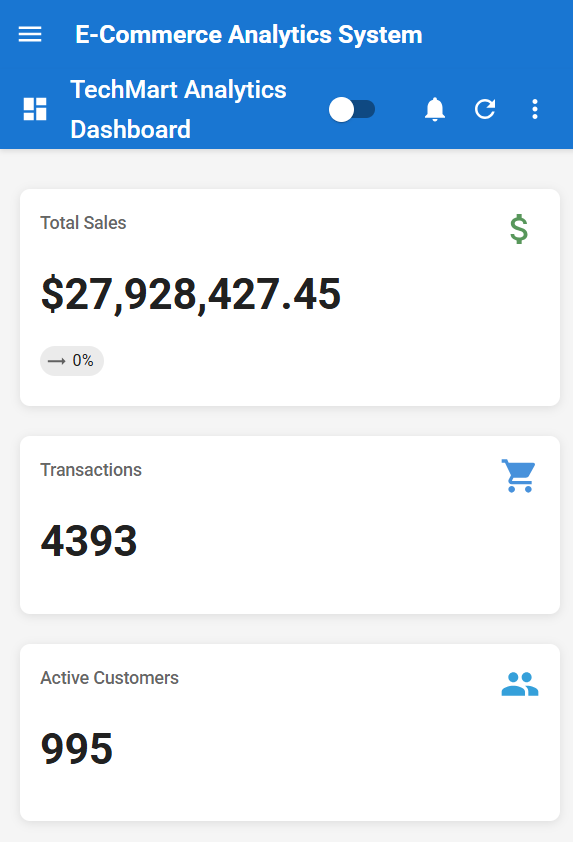 E-Commerce Analytics System
TechMart Analytics
Dashboard
Total Sales
$27,928,427.45
0%
Transactions
4393
Active Customers
995